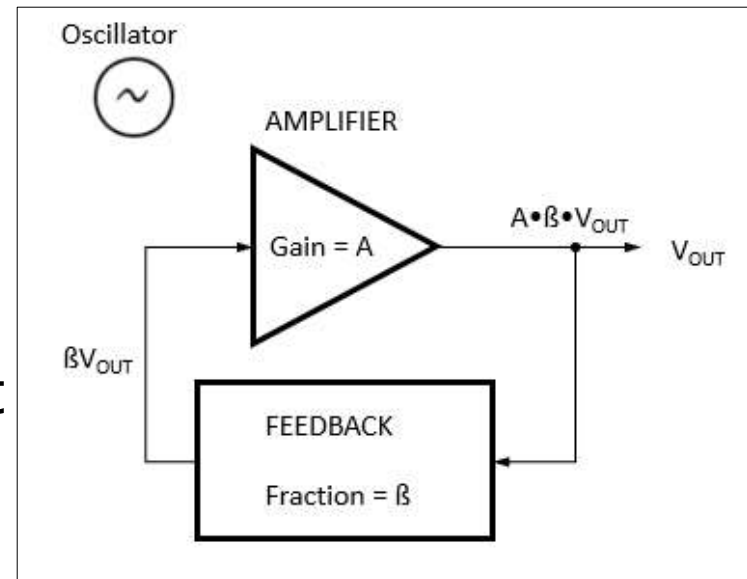 Oscillator
~
AMPLIFIER
Gain = A
A•ß•VOUT
VOUT
ßVOUT
t
FEEDBACK
Fraction = ß